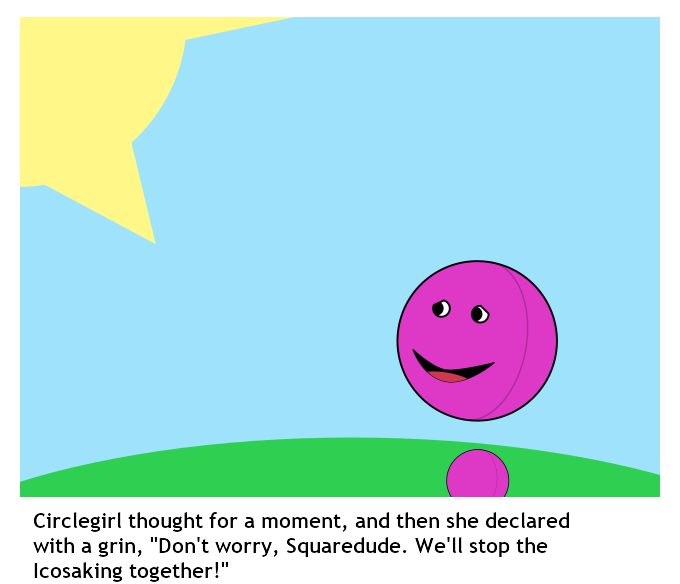 Circlegirl thought for a moment, and then she declared
with a grin, "Don't worry, Squaredude. We'll stop the
Icosaking together!"